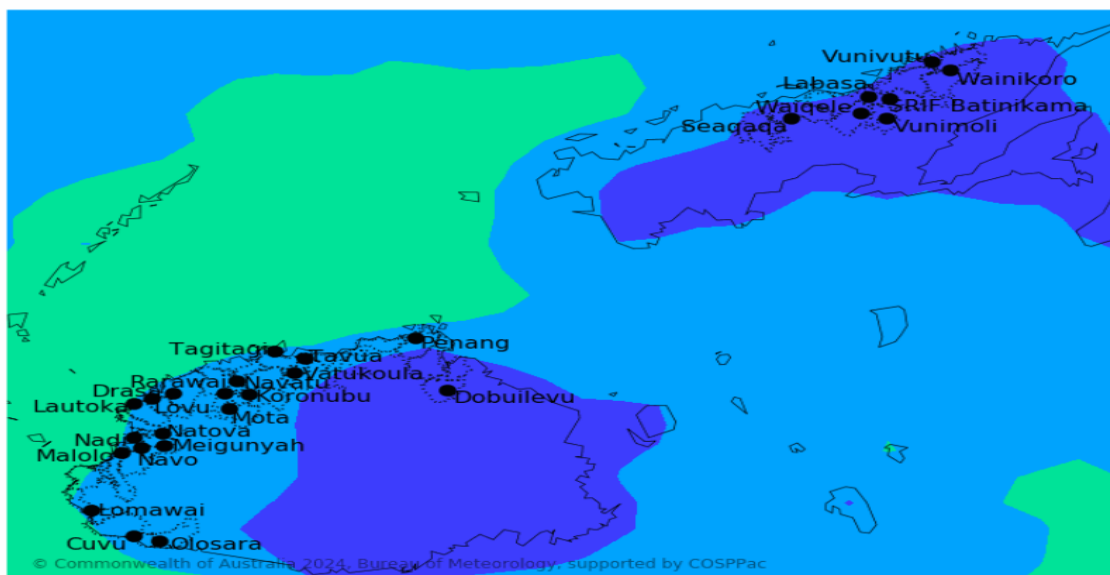 Vunivutu
Wainikoro
Labasa
SRIF Batinikama
Waiqele
Seaqaqa
Vunimoli
Penang
Tagitagi
Tavua
Vatukoula
Rarawai
Navatu
Drasa
Lovu
Koronubu
Dobuilevu
Lautoka
Mota
Natova
Nadi
Meigunyah
Malolo
Navo
Lomawai
Cuvu
Olosara
© Commonwealth of Australia 2024, Bureau of Meteorology, supported by COSPPac